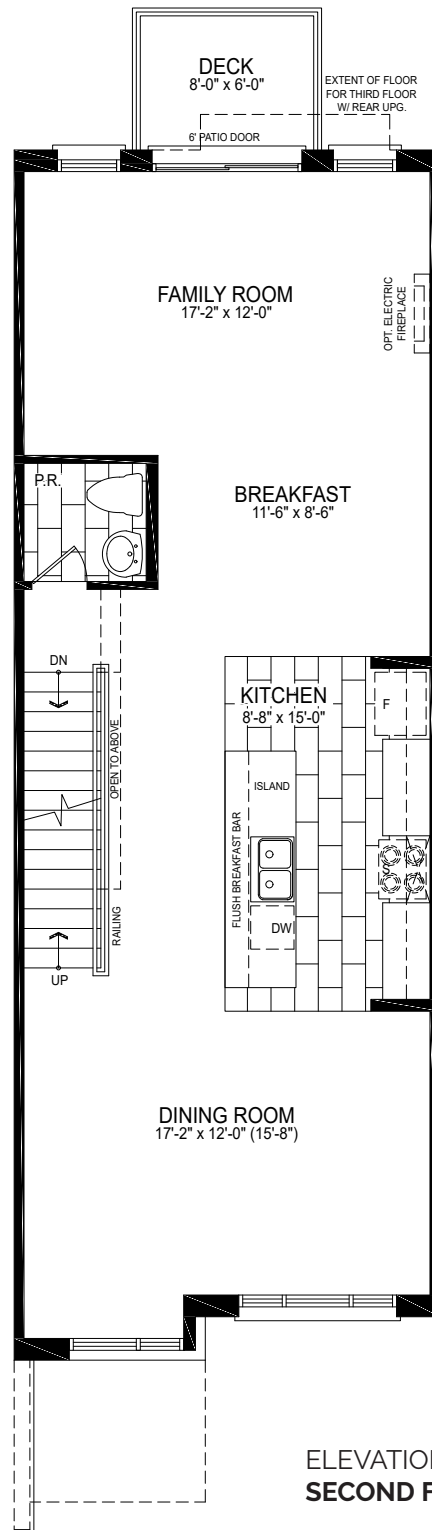 DECK
8'-0" x 6'-0"
EXTENT OF FLOOR
FOR THIRD FLOOR
W/ REAR UPG.
6' PATIO DOOR
FAMILY ROOM
17'-2" x 12'-0"
OPT. ELECTRIC
FIREPLACE
P.R.
BREAKFAST
11'-6" x 8'-6"
DN
OPEN TO ABOVE
RAILING
UP
KITCHEN
8'-8" x 15'-0"
F
ISLAND
FLUSH BREAKFAST BAR
S
DW
DINING ROOM
17'-2" x 12'-0" (15'-8")
ELEVATION
SECOND F